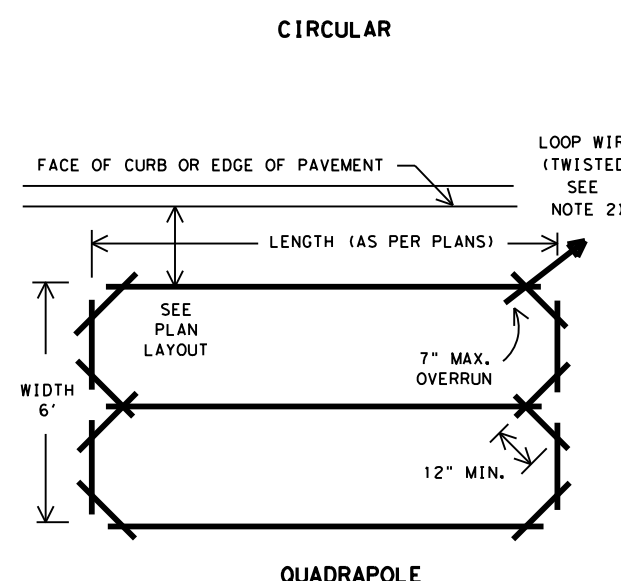 CIRCULAR
LOOP WIR
FACE OF CURB OR EDGE OF PAVEMENT
(TWISTED
SEE
NOTE 2)
LENGTH (AS PER PLANS)
SEE
PLAN
LAYOUT
7" MAX.
OVERRUN
WIDTH
6'
12" MIN.
QUADRAPOLE